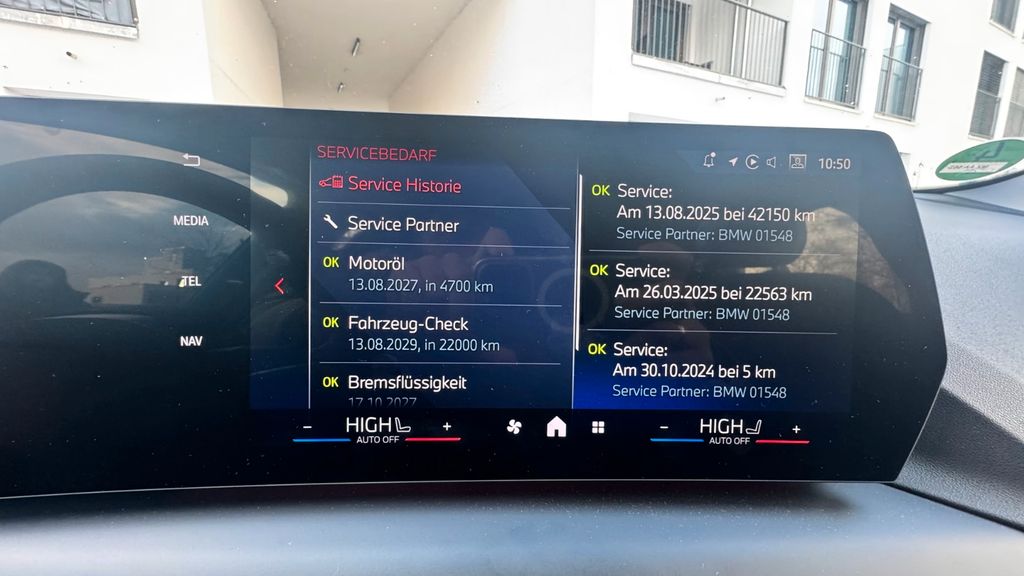 SERVICEBEDARF
10:50
Service Historie
Service Partner
OK Motoröl
13.08.2027, in 4700 km
OK Fahrzeug-Check
13.08.2029, in 22000 km
OK Bremsflüssigkeit
17.10.2027
OK Service:
Am 13.08.2025 bei 42150 km
Service Partner: BMW 01548
OK Service:
Am 26.03.2025 bei 22563 km
Service Partner: BMW 01548
OK Service:
Am 30.10.2024 bei 5 km
Service Partner: BMW 01548
MEDIA
TEL
NAV
- HIGH +
AUTO OFF
- HIGH +
AUTO OFF